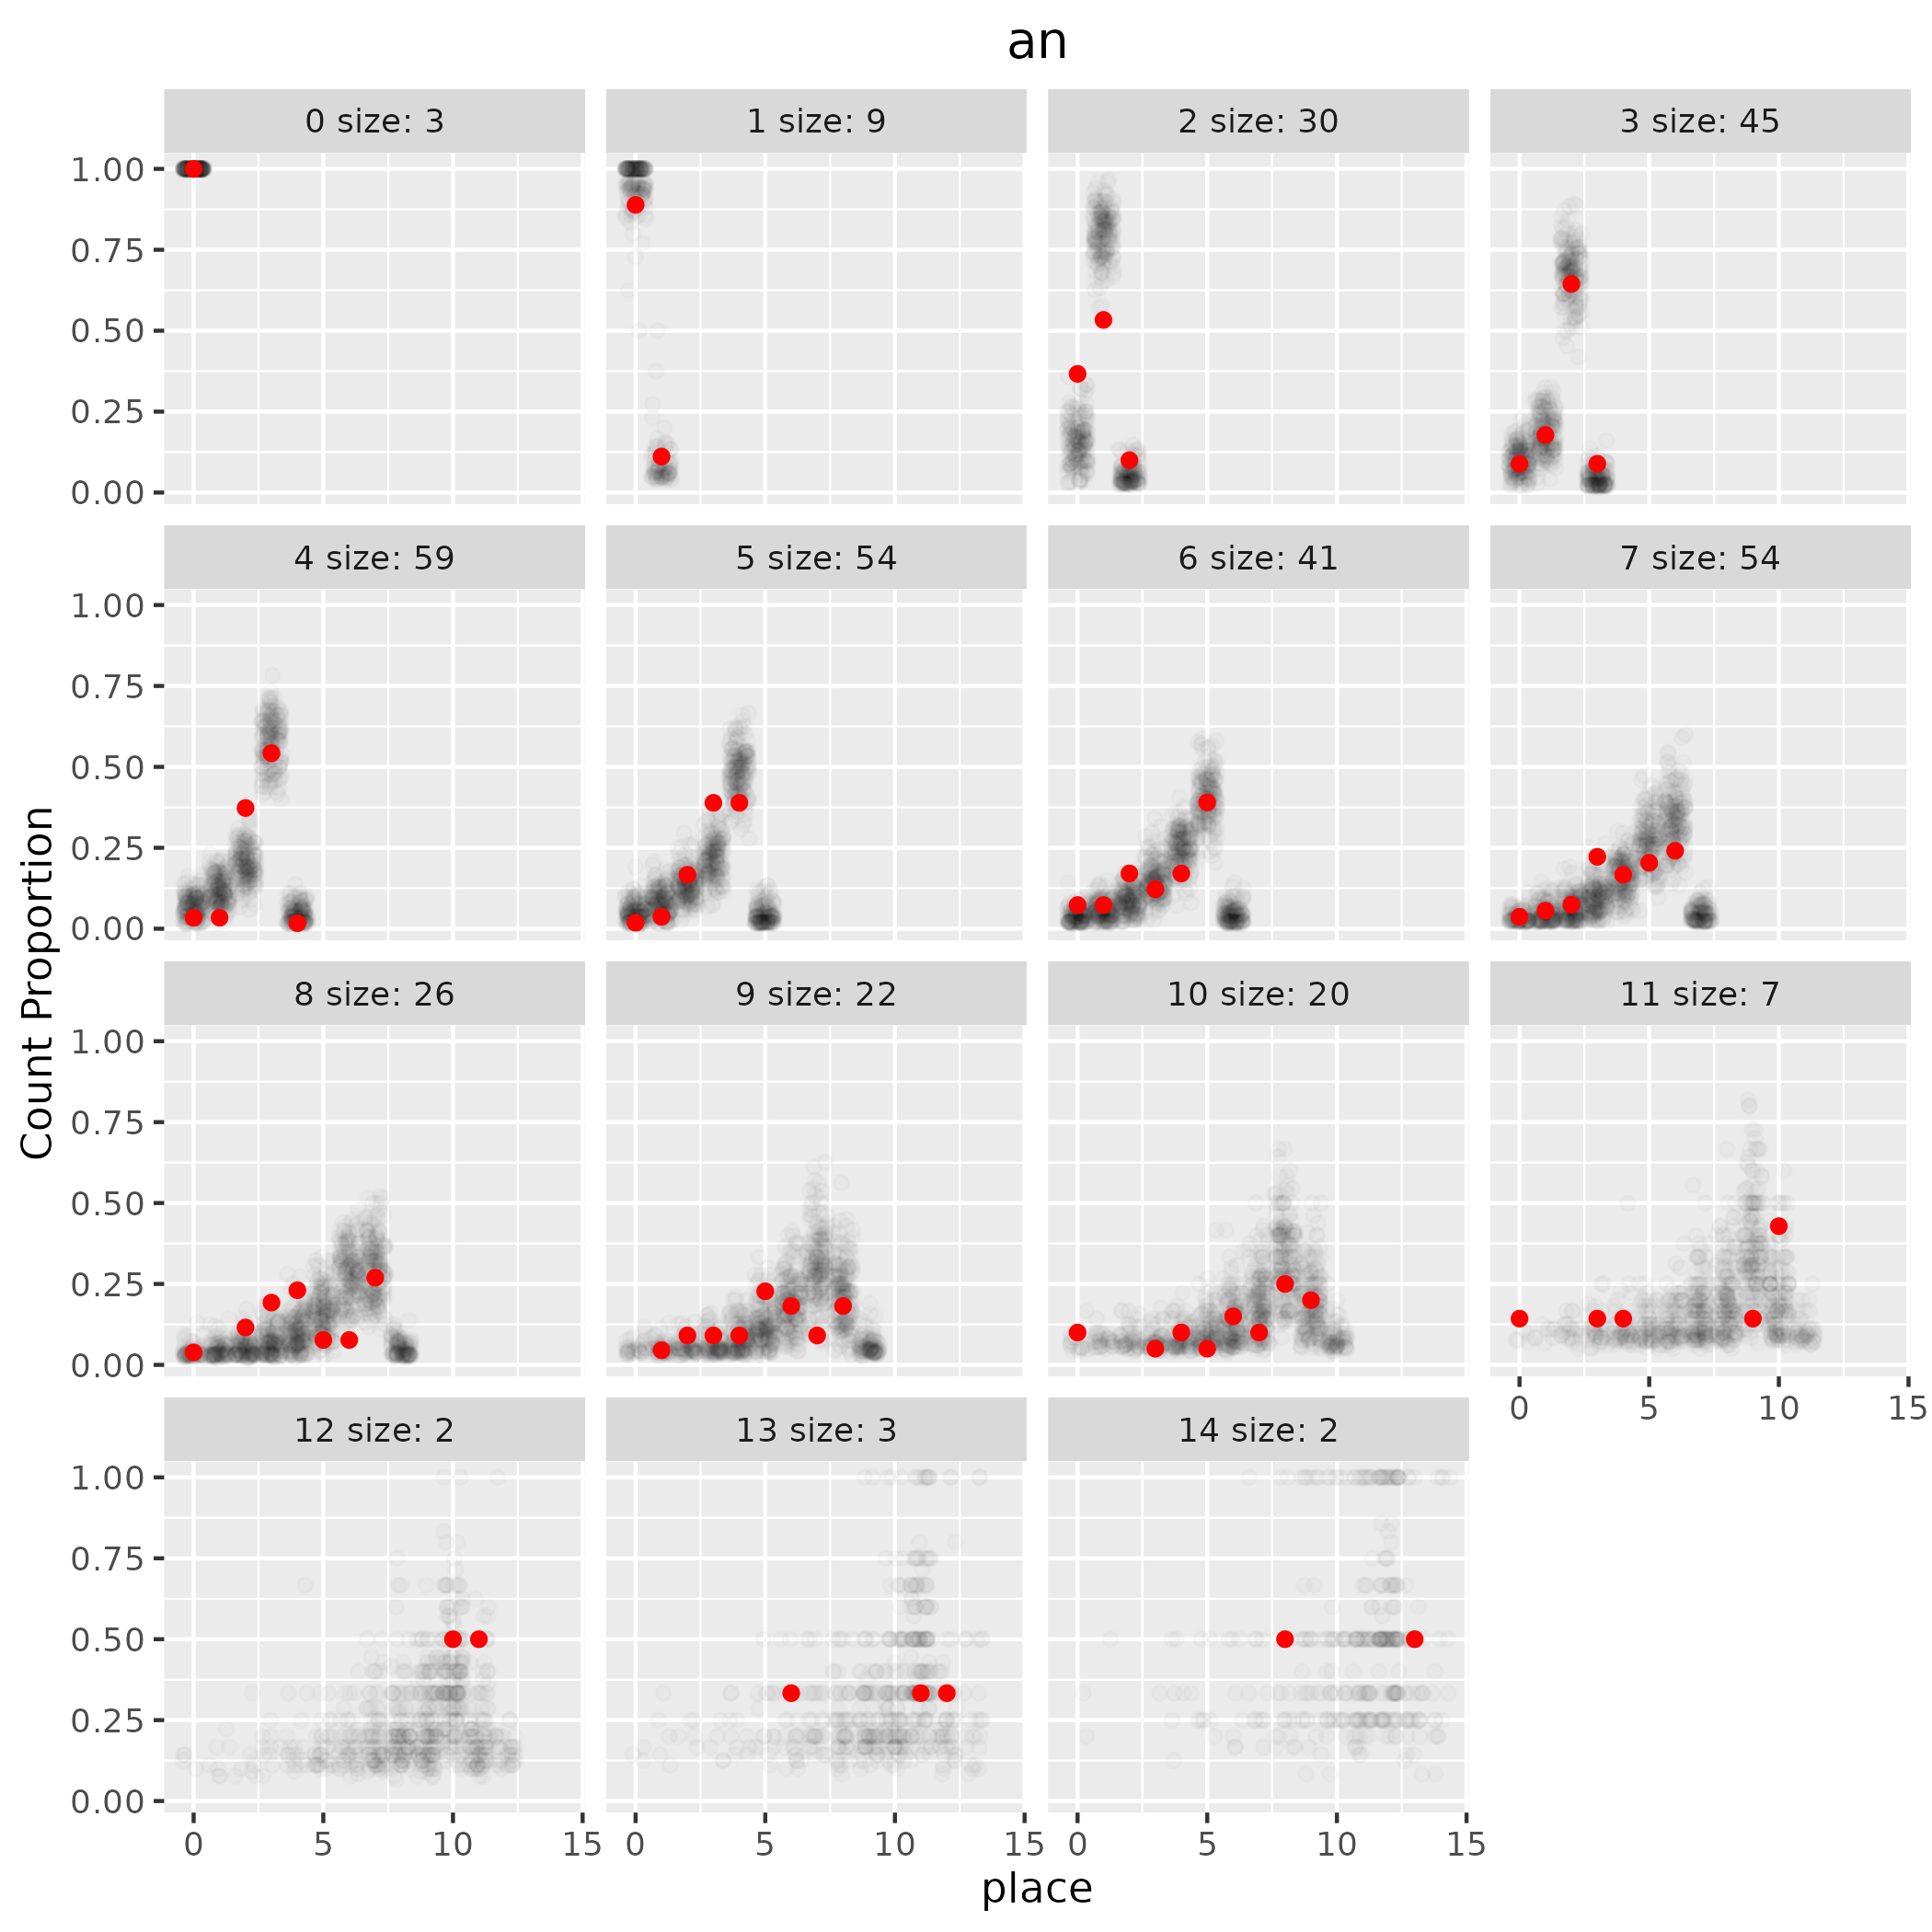 an
0 size: 3
1 size: 9
2 size: 30
3 size: 45
1.00
0.75
0.50
0.25
0.00
4 size: 59
5 size: 54
6 size: 41
7 size: 54
1.00
0.75
0.50
0.25
0.00
Count Proportion
8 size: 26
9 size: 22
10 size: 20
11 size: 7
1.00
0.75
0.50
0.25
0.00
0 5 10 15
12 size: 2
13 size: 3
14 size: 2
1.00
0.75
0.50
0.25
0.00
0 5 10 15
0 5 10 15
0 5 10 15
place